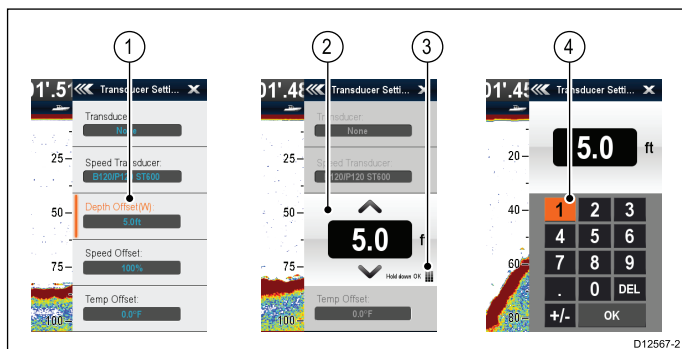 1
2
3
4
01'.51
Transducer Setti...
Transducer
None
25
Speed Transducer:
B120/P120 ST600
50
Depth Offset(W):
5.0ft
75
Speed Offset:
100%
Temp Offset:
100
0.0°F
01'.48
Transducer Setti...
Transducer
None
25
Speed Transducer
B120/P120 ST600
50
5.0
f
75
Hold down OK
Temp Offset:
100
0.0°F
01'.45
Transducer Setti...
20
5.0 ft
40
1 2 3
4 5 6
60
7 8 9
. 0 DEL
80
+/- OK
D12567-2